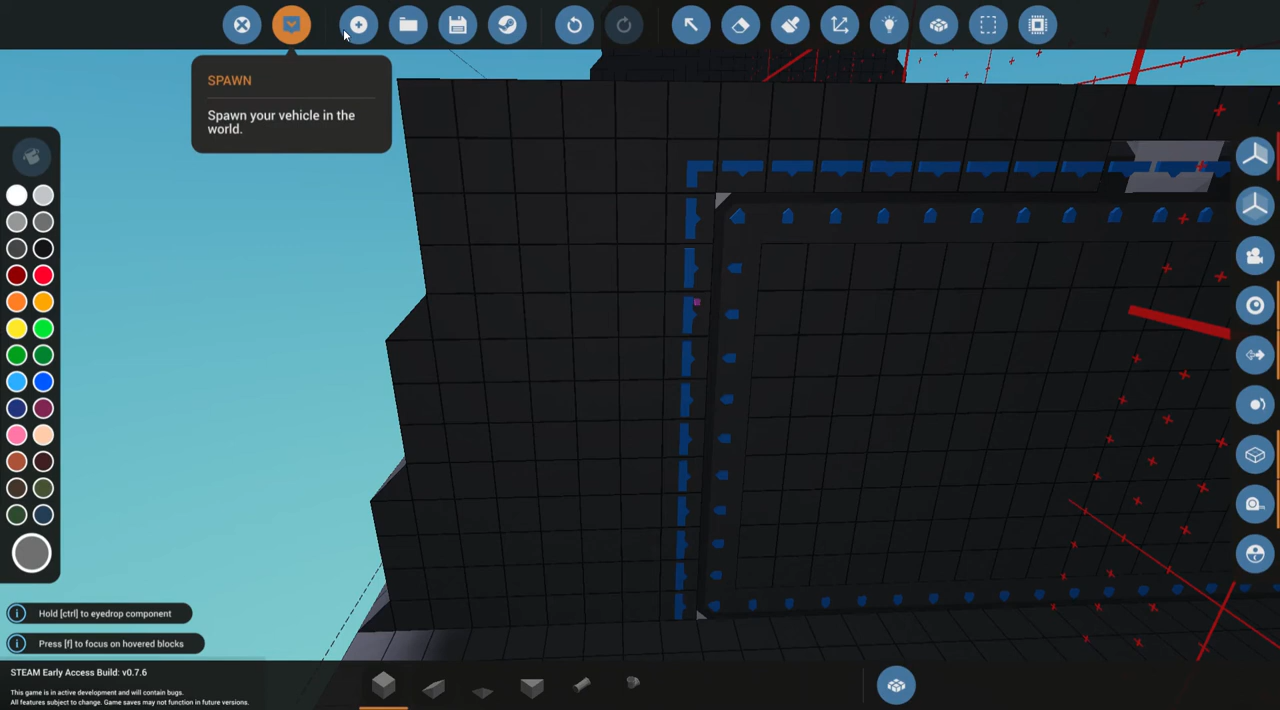 SPAWN
Spawn your vehicle in the
world.
Hold [ctrl] to eyedrop component
Press [f] to focus on hovered blocks
STEAM Early Access Build: v0.7.6
This game is in active development and will contain bugs.
All features subject to change. Game saves may not function in future versions.